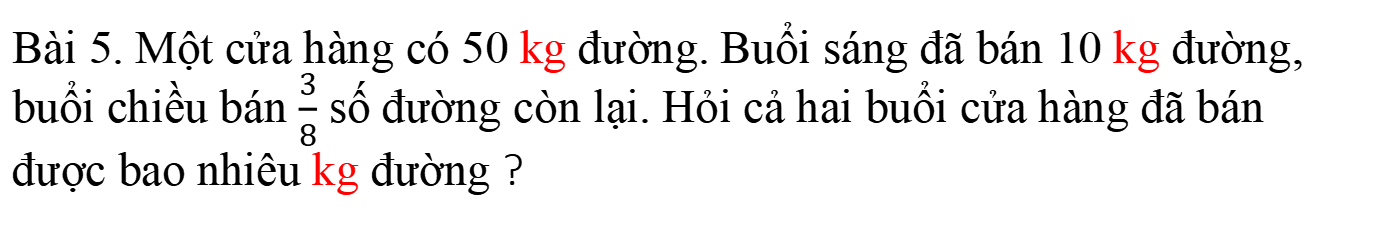 Bài 5. Một cửa hàng có 50 kg đường. Buổi sáng đã bán 10 kg đường,
buổi chiều bán 3/8 số đường còn lại. Hỏi cả hai buổi cửa hàng đã bán
được bao nhiêu kg đường ?